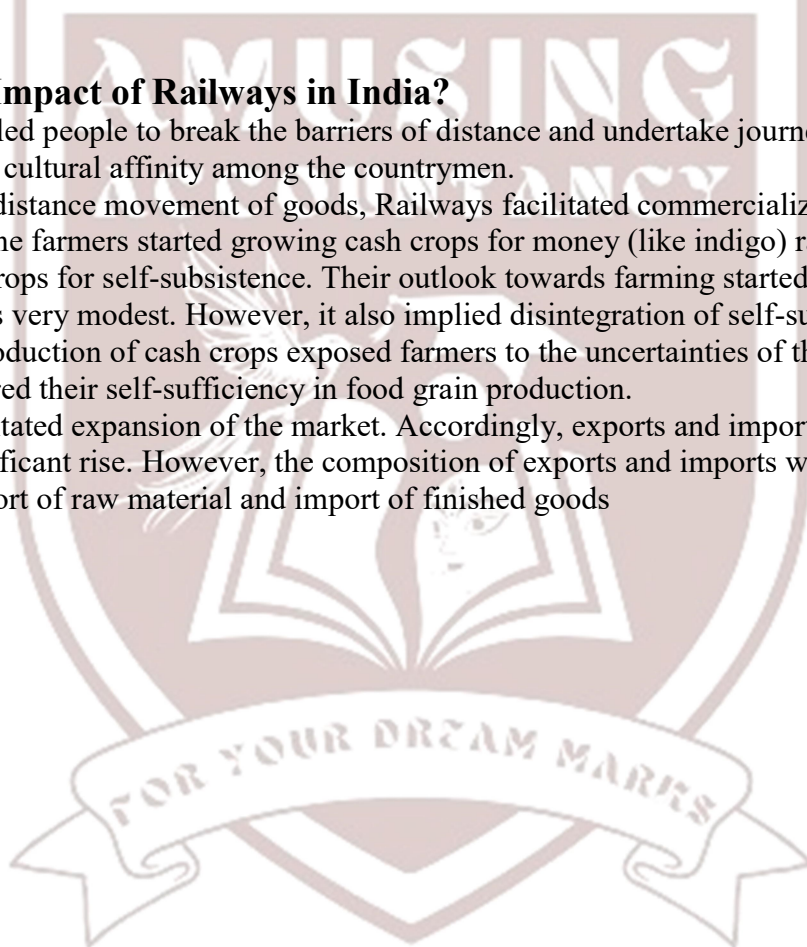 AMUSING
ACCOUNTANCY
Impact of Railways in India?
led people to break the barriers of distance and undertake journe
cultural affinity among the countrymen.
distance movement of goods, Railways facilitated commercializ
ne farmers started growing cash crops for money (like indigo) r
rops for self-subsistence. Their outlook towards farming started
s very modest. However, it also implied disintegration of self-su
oduction of cash crops exposed farmers to the uncertainties of th
red their self-sufficiency in food grain production.
tated expansion of the market. Accordingly, exports and impor
ficant rise. However, the composition of exports and imports w
ort of raw material and import of finished goods
FOR YOUR DREAM MARKS